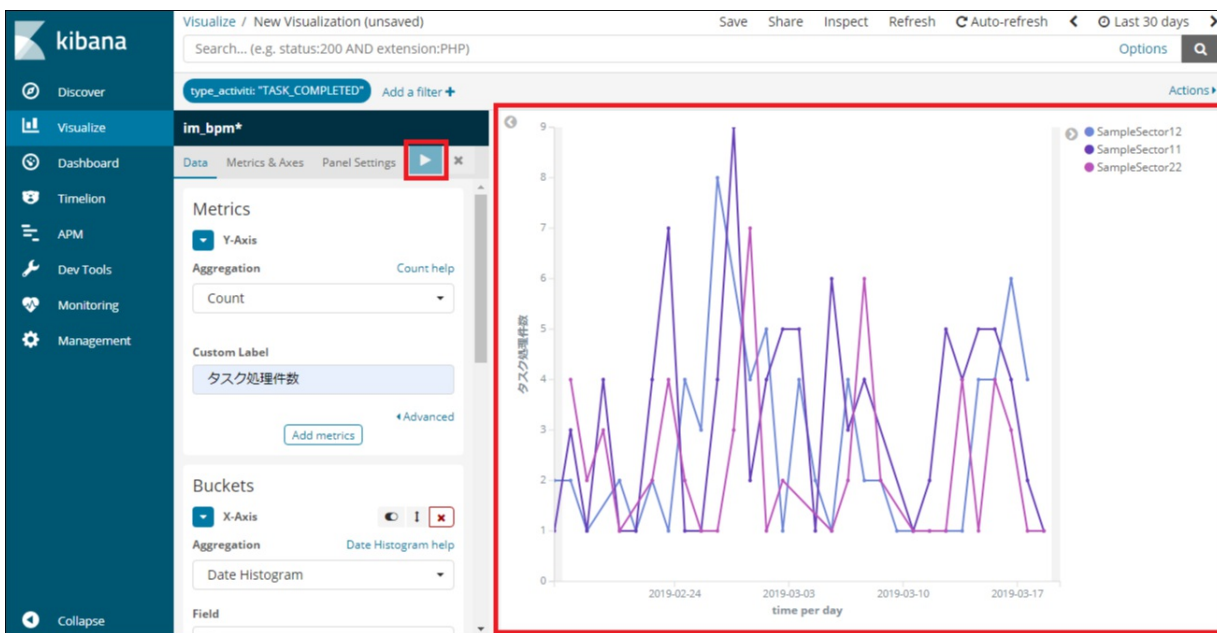 kibana
Discover
Visualize
Dashboard
Timelion
APM
Dev Tools
Monitoring
Management
Collapse
Visualize / New Visualization (unsaved)
Save Share Inspect Refresh Auto-refresh Last 30 days
Search... (e.g. status:200 AND extension:PHP)
Options
type_activiti: "TASK_COMPLETED" Add a filter
Actions
im_bpm*
Data Metrics & Axes Panel Settings
Metrics
Y-Axis
Aggregation Count help
Count
Custom Label
タスク処理件数
Advanced
Add metrics
Buckets
X-Axis
Aggregation Date Histogram help
Date Histogram
Field
9
8
7
6
5
4
3
2
1
0
タスク処理件数
2019-02-24 2019-03-03 2019-03-10 2019-03-17
time per day
SampleSector12
SampleSector11
SampleSector22